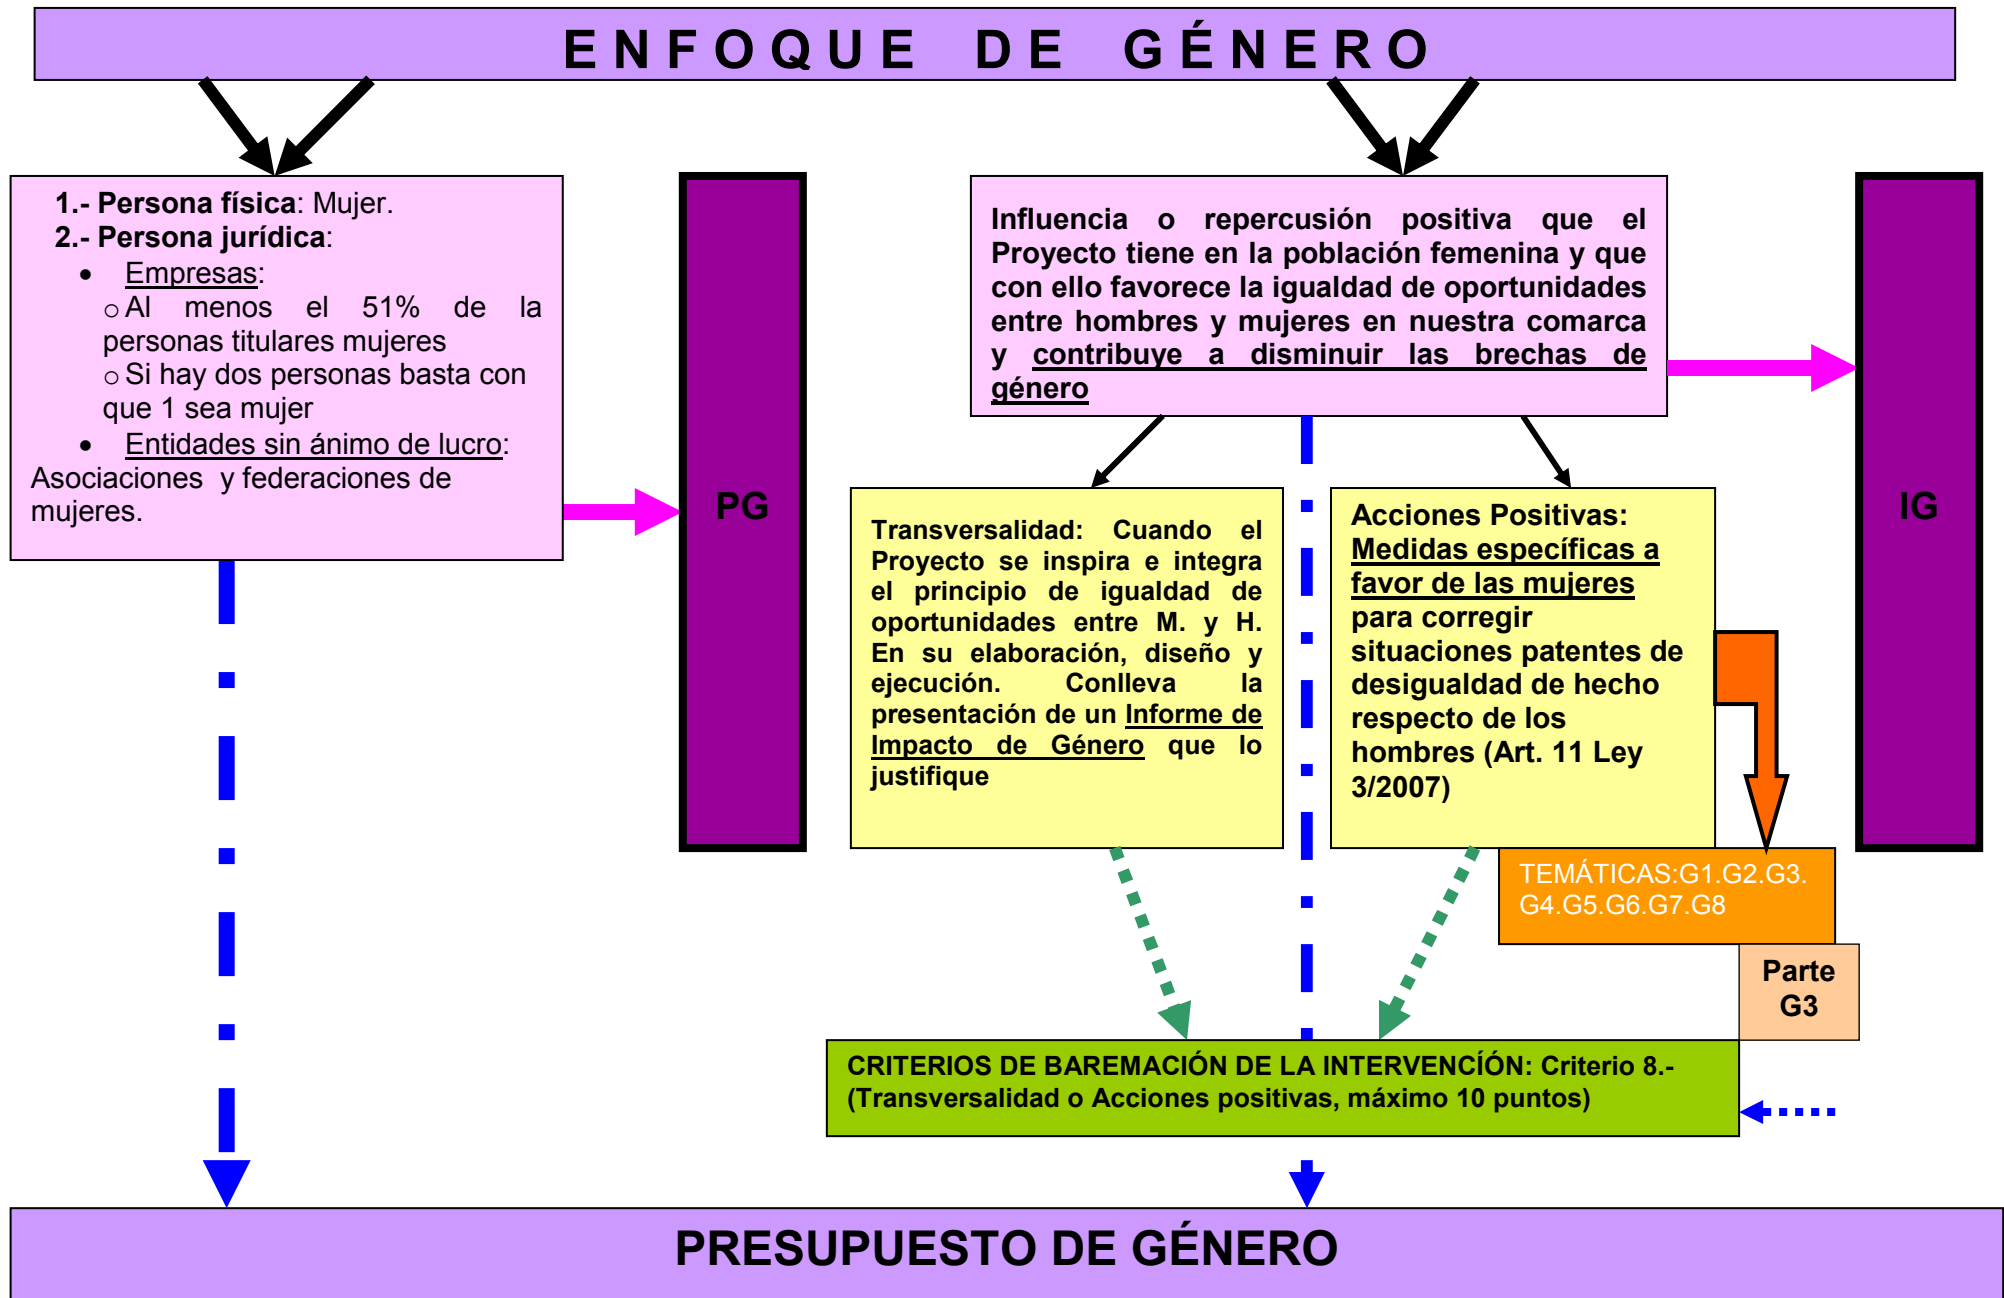 ENFOQUE DE GÉNERO
1.- Persona física: Mujer.
2.- Persona jurídica:
• Empresas:
o Al menos el 51% de la
personas titulares mujeres
o Si hay dos personas basta con
que 1 sea mujer
• Entidades sin ánimo de lucro:
Asociaciones y federaciones de
mujeres.
PG
Influencia o repercusión positiva que el
Proyecto tiene en la población femenina y que
con ello favorece la igualdad de oportunidades
entre hombres y mujeres en nuestra comarca
y contribuye a disminuir las brechas de
género
IG
Transversalidad: Cuando el
Proyecto se inspira e integra
el principio de igualdad de
oportunidades entre M. y H.
En su elaboración, diseño y
ejecución. Conlleva la
presentación de un Informe de
Impacto de Género que lo
justifique
Acciones Positivas:
Medidas específicas a
favor de las mujeres
para corregir
situaciones patentes de
desigualdad de hecho
respecto de los
hombres (Art. 11 Ley
3/2007)
TEMÁTICAS:G1.G2.G3.
G4.G5.G6.G7.G8
Parte
G3
CRITERIOS DE BAREMACIÓN DE LA INTERVENCÍÓN: Criterio 8.-
(Transversalidad o Acciones positivas, máximo 10 puntos)
PRESUPUESTO DE GÉNERO